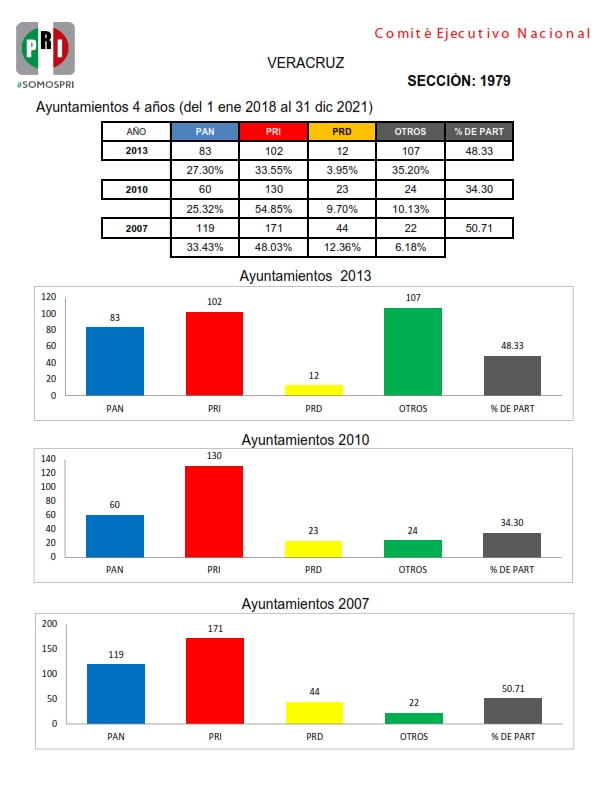 Comité Ejecutivo Nacional
PRI
#SOMOSPRI
VERACRUZ
SECCIÓN: 1979
Ayuntamientos 4 años (del 1 ene 2018 al 31 dic 2021)
AÑO PAN PRI PRD OTROS % DE PART
2013 83 102 12 107 48.33
27.30% 33.55% 3.95% 35.20%
2010 60 130 23 24 34.30
25.32% 54.85% 9.70% 10.13%
2007 119 171 44 22 50.71
33.43% 48.03% 12.36% 6.18%
Ayuntamientos 2013
120
100
80
60
40
20
0
83 102 12 107 48.33
PAN PRI PRD OTROS % DE PART
Ayuntamientos 2010
140
120
100
80
60
40
20
0
60 130 23 24 34.30
PAN PRI PRD OTROS % DE PART
Ayuntamientos 2007
200
150
100
50
0
119 171 44 22 50.71
PAN PRI PRD OTROS % DE PART